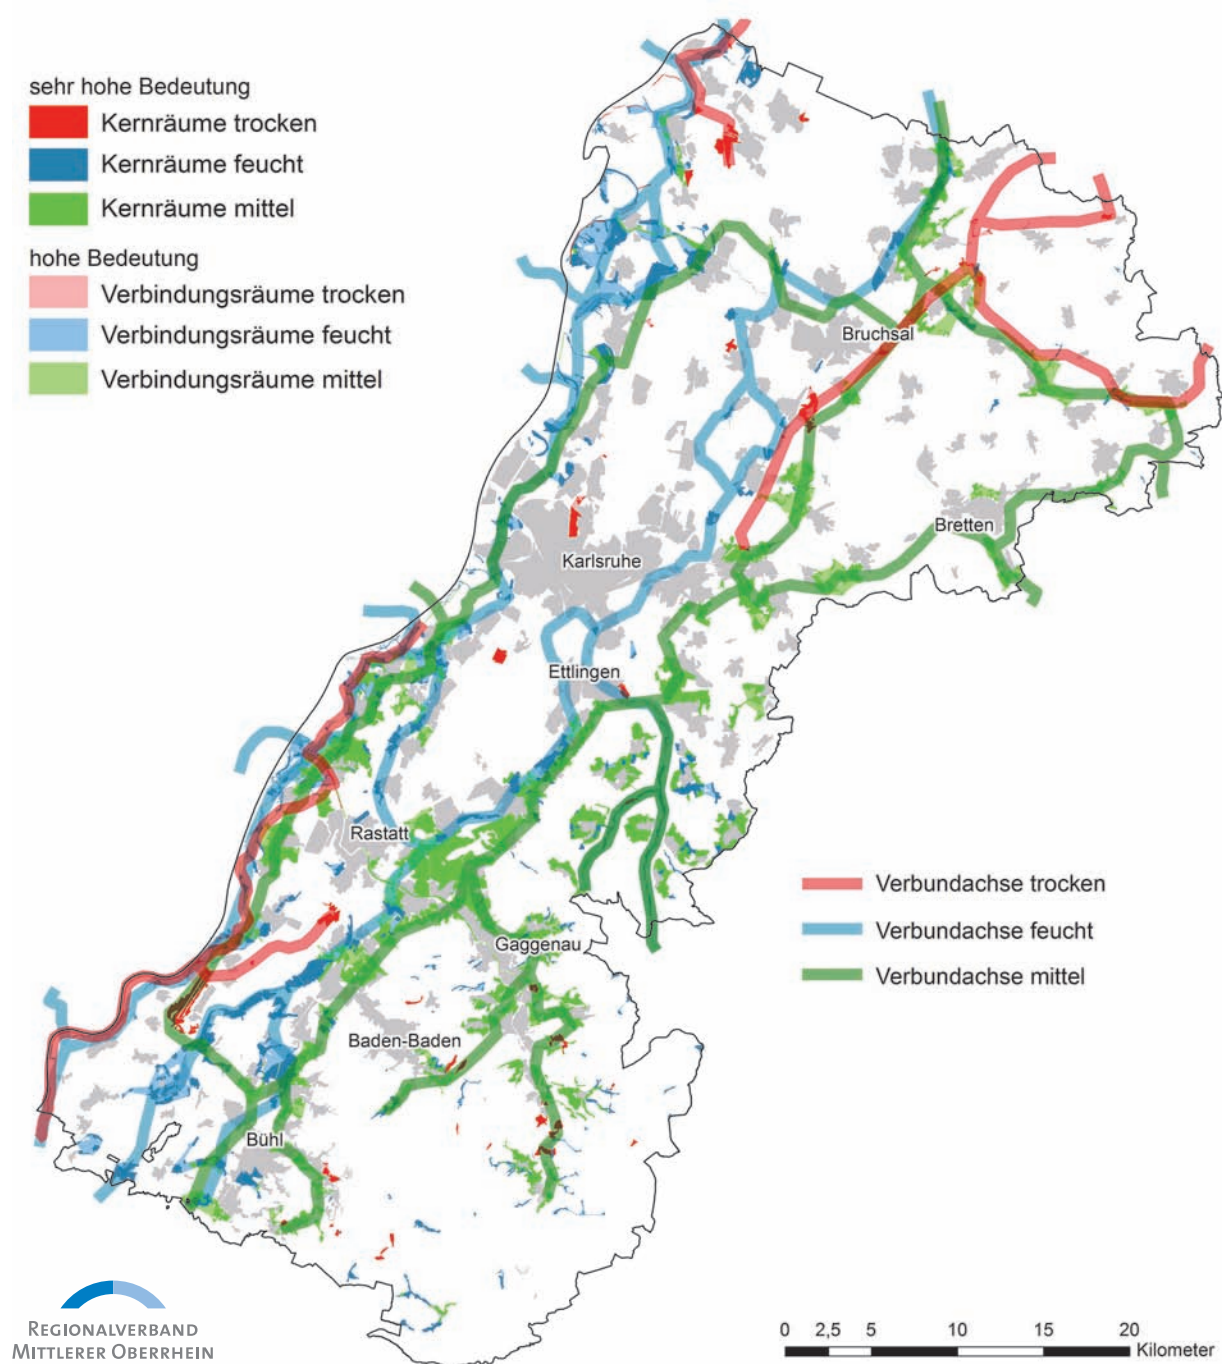 sehr hohe Bedeutung
Kernräume trocken
Kernräume feucht
Kernräume mittel
hohe Bedeutung
Verbindungsräume trocken
Verbindungsräume feucht
Verbindungsräume mittel
Bruchsal
Bretten
Karlsruhe
Ettlingen
Rastatt
Verbundachse trocken
Verbundachse feucht
Verbundachse mittel
Gaggenau
Baden-Baden
Bühl
REGIONALVERBAND
MITTLERER OBERRHEIN
0 2,5 5 10 15 20
Kilometer